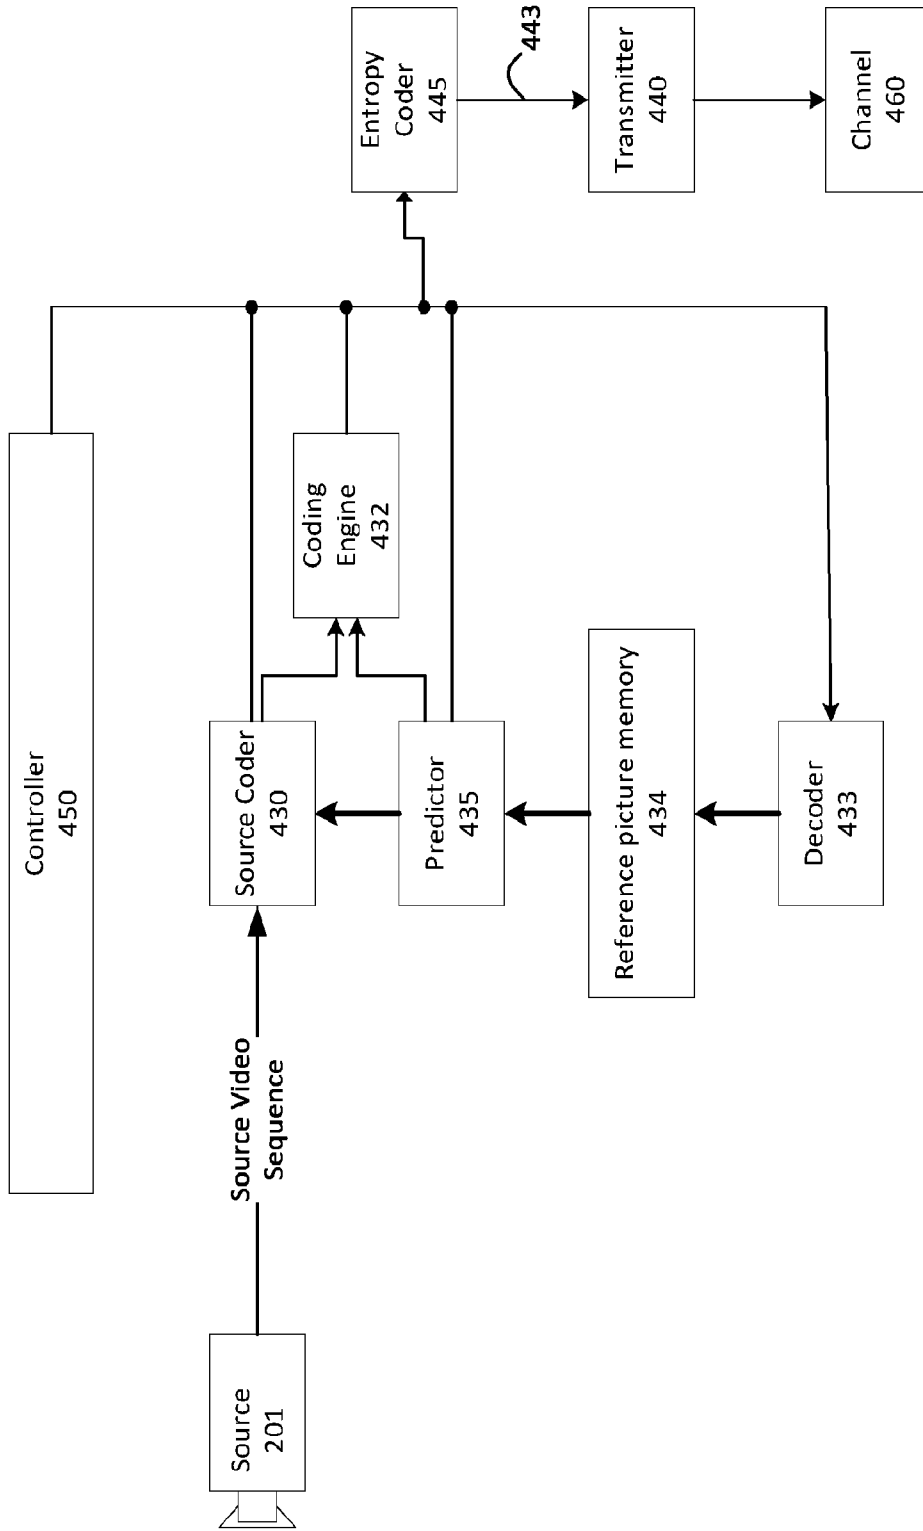 Controller
450
Source
201
Source Video
Sequence
Source Coder
430
Coding
Engine
432
Predictor
435
Reference picture memory
434
Decoder
433
Entropy
Coder
445
443
Transmitter
440
Channel
460